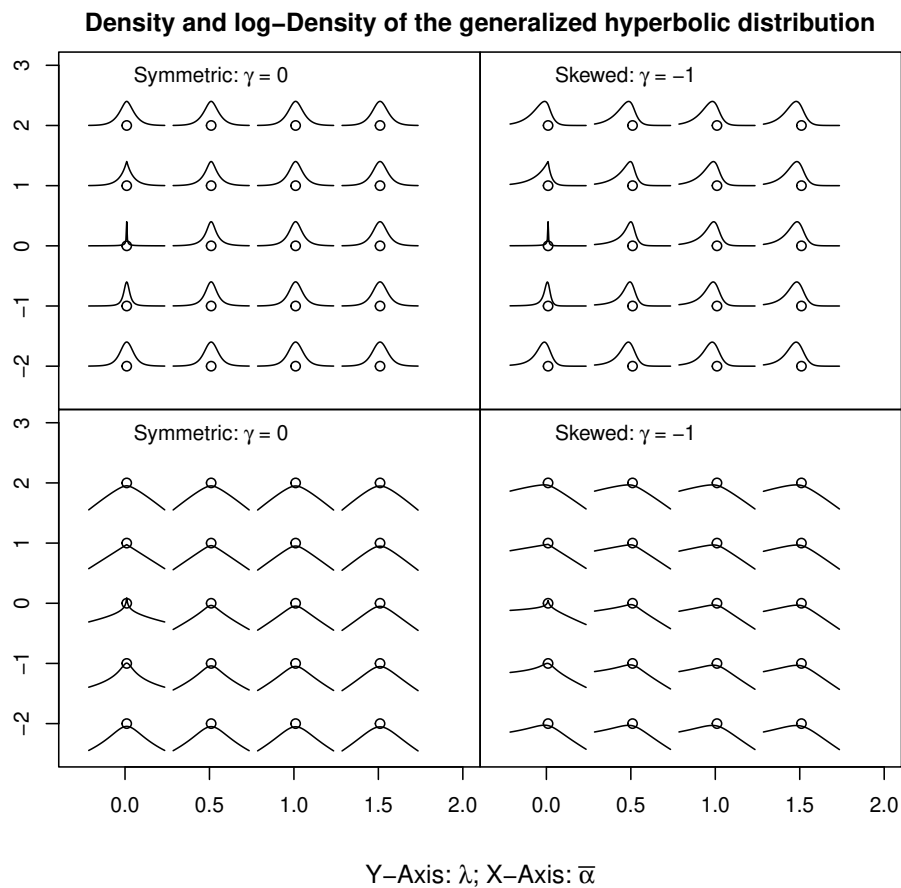 Density and log−Density of the generalized hyperbolic distribution
Symmetric: γ = 0
Skewed: γ = −1
3
2
1
0
−1
−2
Symmetric: γ = 0
Skewed: γ = −1
3
2
1
0
−1
−2
0.0 0.5 1.0 1.5 2.0 0.0 0.5 1.0 1.5 2.0
Y−Axis: λ; X−Axis: α̅